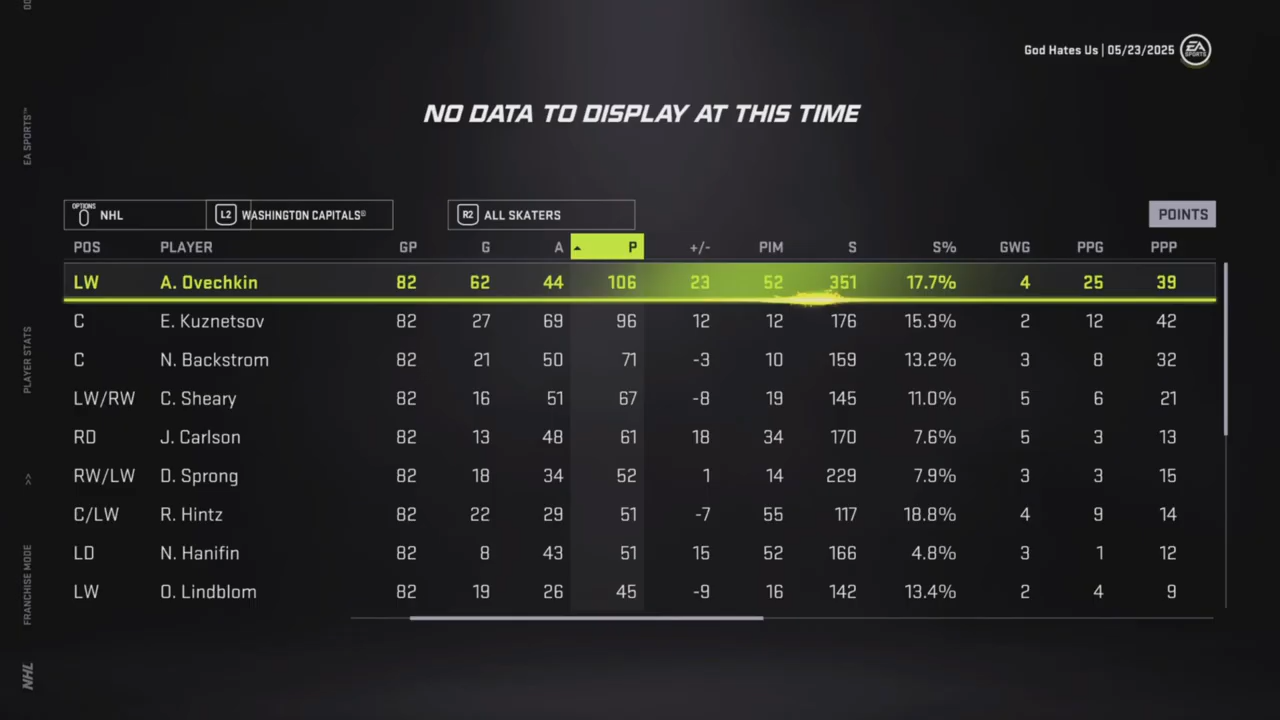 God Hates Us | 05/23/2025 EA SPORTS
NO DATA TO DISPLAY AT THIS TIME
OPTIONS NHL L2 WASHINGTON CAPITALS® R2 ALL SKATERS POINTS
POS PLAYER GP G A P +/- PIM S S% GWG PPG PPP
LW A. Ovechkin 82 62 44 106 23 52 351 17.7% 4 25 39
C E. Kuznetsov 82 27 69 96 12 12 176 15.3% 2 12 42
C N. Backstrom 82 21 50 71 -3 10 159 13.2% 3 8 32
LW/RW C. Sheary 82 16 51 67 -8 19 145 11.0% 5 6 21
RD J. Carlson 82 13 48 61 18 34 170 7.6% 5 3 13
RW/LW D. Sprong 82 18 34 52 1 14 229 7.9% 3 3 15
C/LW R. Hintz 82 22 29 51 -7 55 117 18.8% 4 9 14
LD N. Hanifin 82 8 43 51 15 52 166 4.8% 3 1 12
LW O. Lindblom 82 19 26 45 -9 16 142 13.4% 2 4 9
NHL FRANCHISE MODE >> PLAYER STATS EA SPORTS™